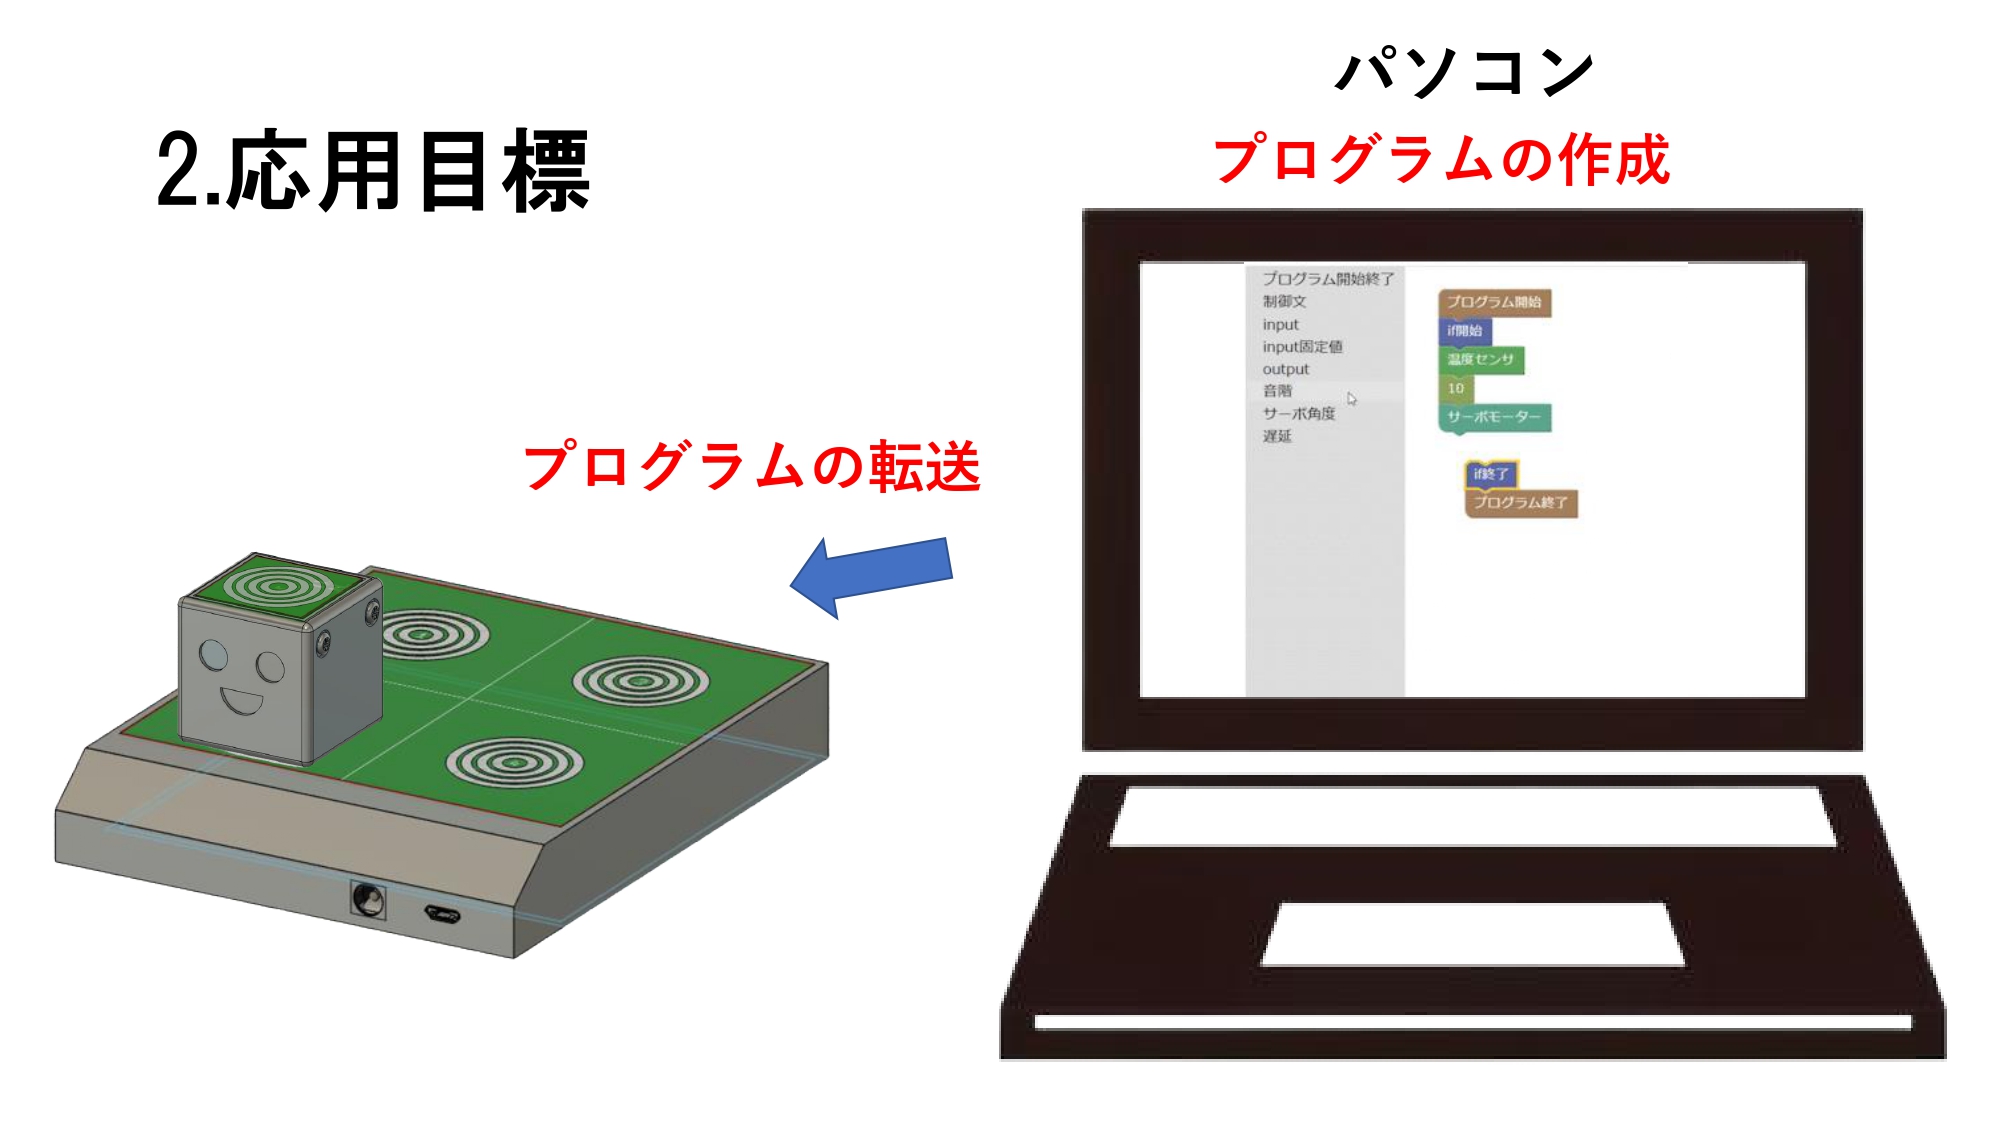 2.応用目標
パソコン
プログラムの作成
プログラム開始終了
制御文
input
input固定値
output
音階
サーボ角度
遅延
プログラム開始
if開始
温度センサ
10
サーボモーター
if終了
プログラム終了
プログラムの転送